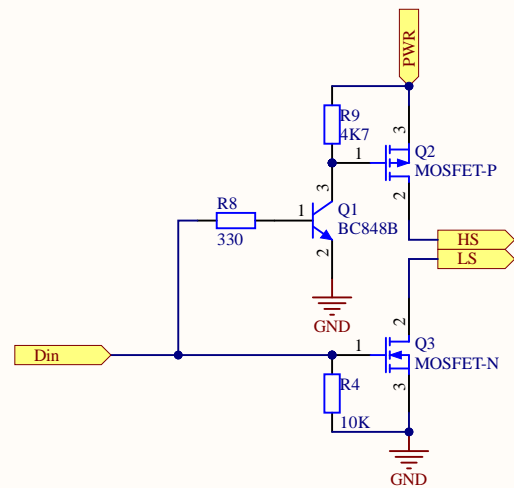 PWR
R9
4K7
3
1
Q2
MOSFET-P
2
3
R8
1
Q1
330
BC848B
2
HS
LS
GND
2
Q3
Din
1
MOSFET-N
R4
3
10K
GND